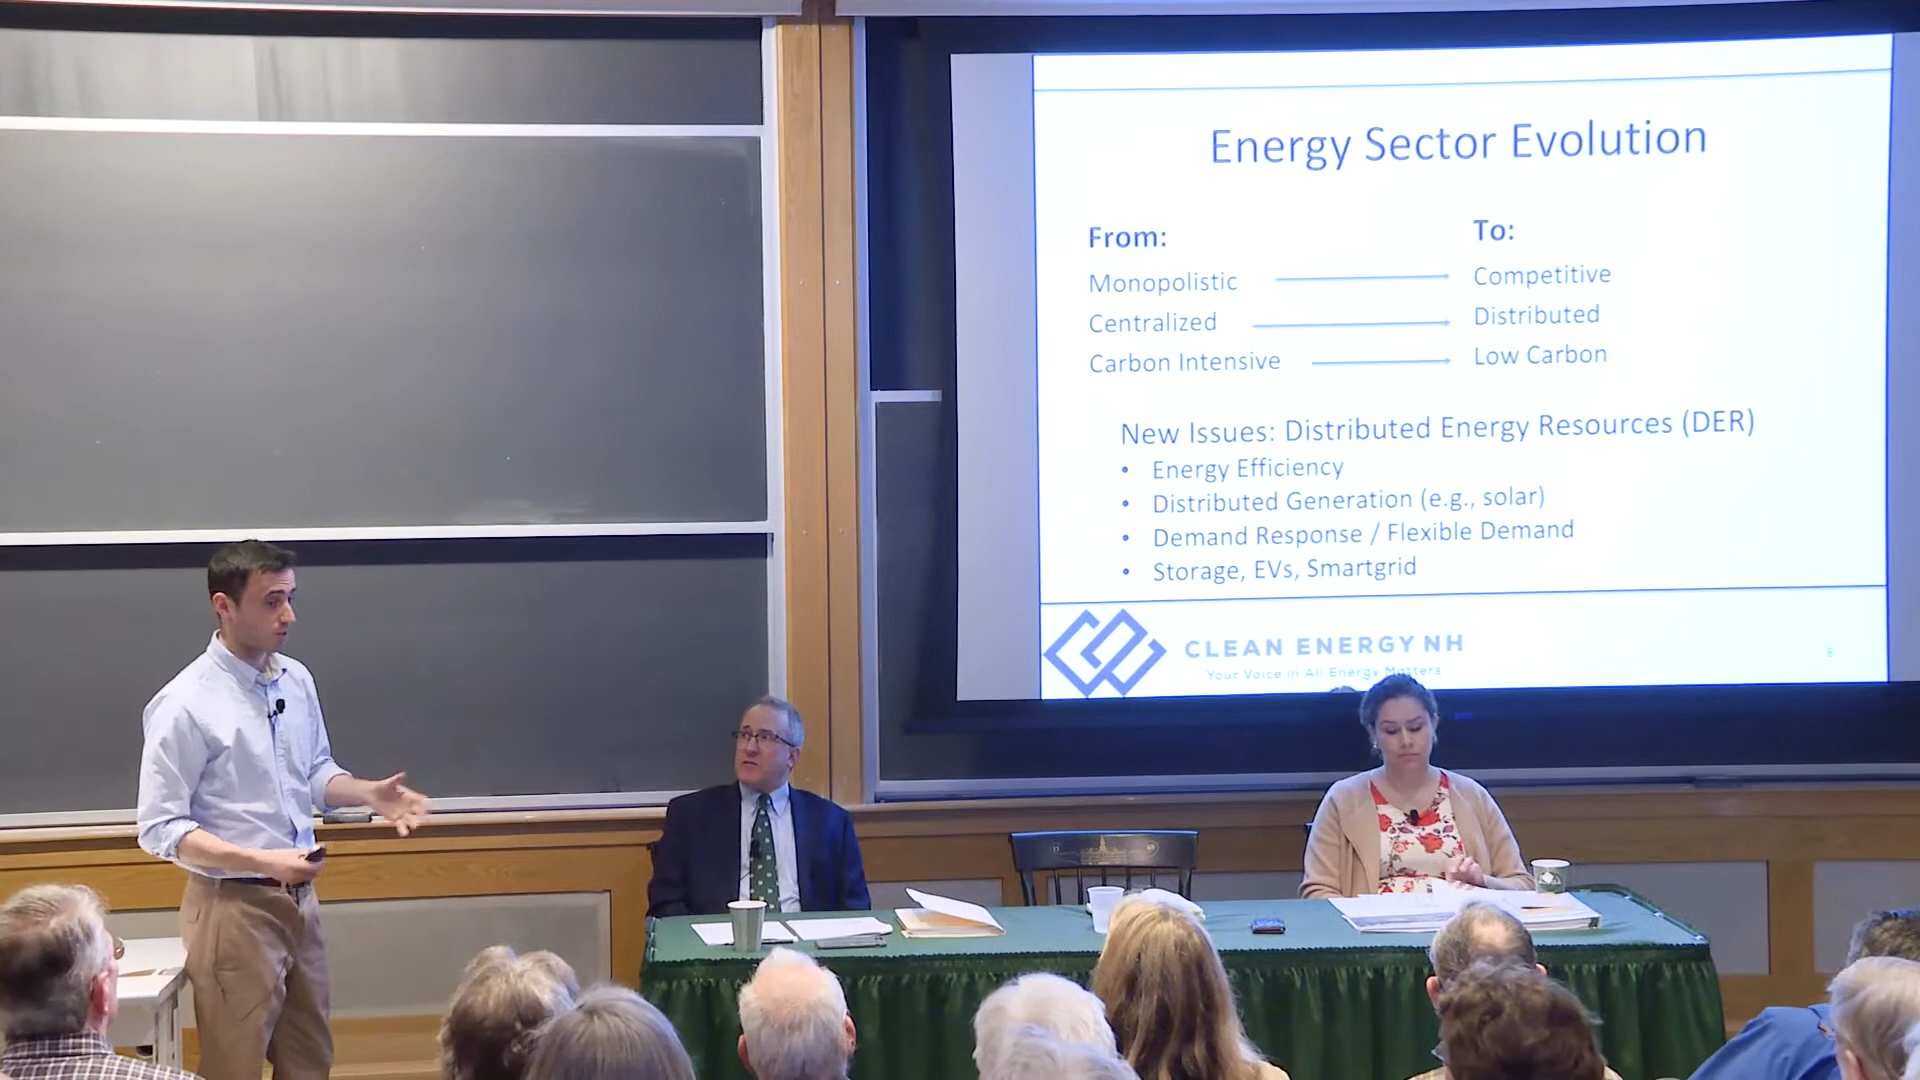 Energy Sector Evolution
From: To:
Monopolistic Competitive
Centralized Distributed
Carbon Intensive Low Carbon
New Issues: Distributed Energy Resources (DER)
• Energy Efficiency
• Distributed Generation (e.g., solar)
• Demand Response / Flexible Demand
• Storage, EVs, Smartgrid
CLEAN ENERGY NH
Your Voice in All Energy Matters
8